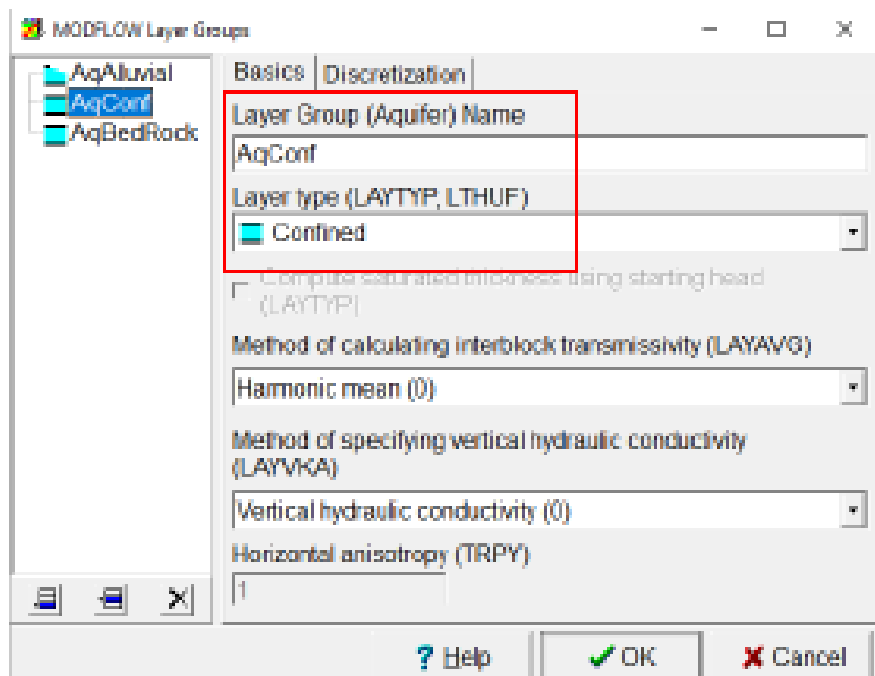 MODFLOW Layer Groups
AqAlluvial
AqConf
AqBedRock
Basics
Discretization
Layer Group (Aquifer) Name
AqConf
Layer type (LAYTYP, LTHUF)
Confined
Compute saturated thickness using starting head
(LAYTYP)
Method of calculating interblock transmissivity (LAYAVG)
Harmonic mean (0)
Method of specifying vertical hydraulic conductivity
(LAYVKA)
Vertical hydraulic conductivity (0)
Horizontal anisotropy (TRPY)
1
? Help
OK
Cancel